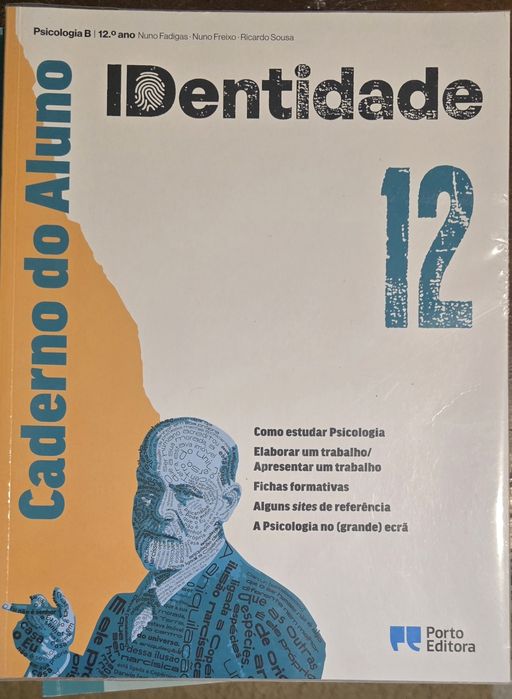 Psicologia B | 12.º ano Nuno Fadigas · Nuno Freixo · Ricardo Sousa
IDentidade
12
Caderno do Aluno
Como estudar Psicologia
Elaborar um trabalho/
Apresentar um trabalho
Fichas formativas
Alguns sites de referência
A Psicologia no (grande) ecrã
Porto
Editora